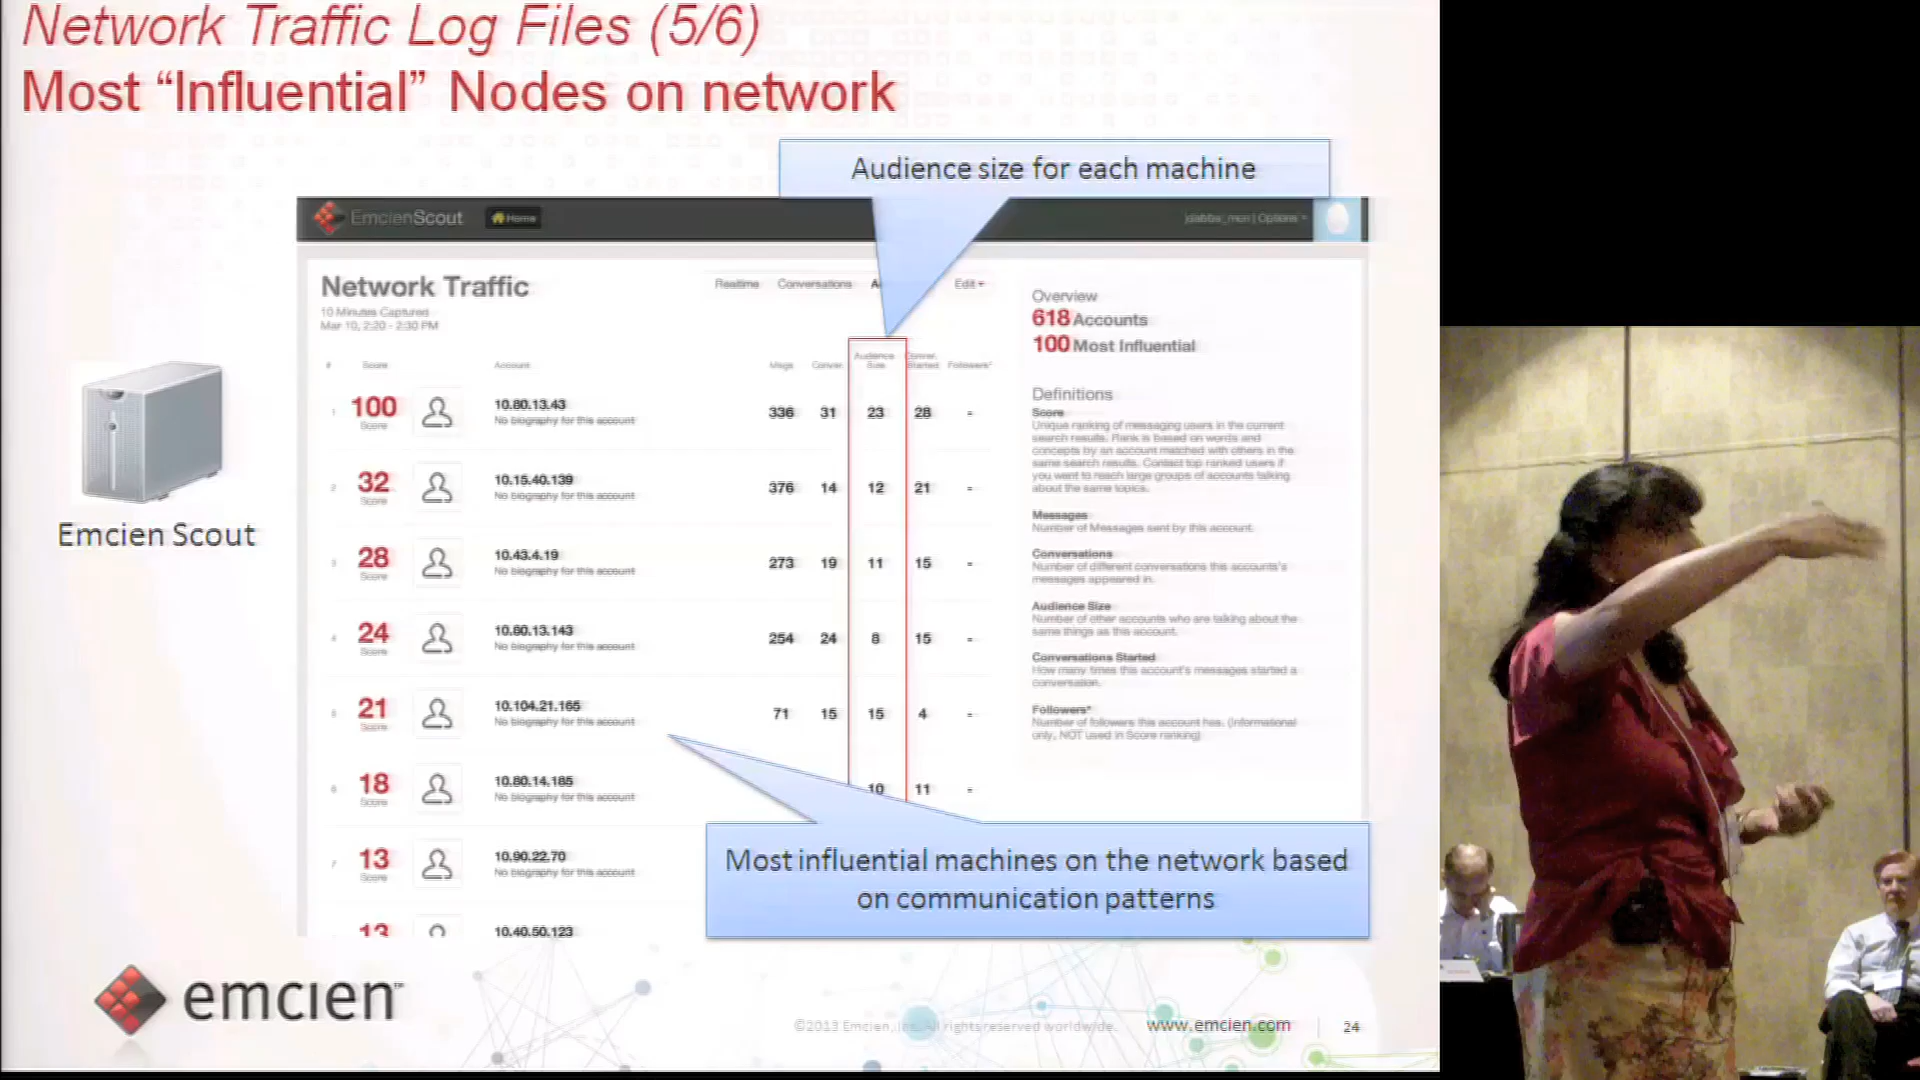 Network Traffic Log Files (5/6)
Most “Influential” Nodes on network
Audience size for each machine
EmcienScout
Home
jdabbs_mon | Options
Network Traffic
10 Minutes Captured
Mar 10, 2:20 - 2:30 PM
Realtime Conversations Edit
Overview
618 Accounts
100 Most Influential
# Score Account Msgs Conver. Audience Size Conver. Started Followers*
1 100 Score 10.80.13.43 No biography for this account 336 31 23 28 -
2 32 Score 10.15.40.139 No biography for this account 376 14 12 21 -
3 28 Score 10.43.4.19 No biography for this account 273 19 11 15 -
4 24 Score 10.80.13.143 No biography for this account 254 24 8 15 -
5 21 Score 10.104.21.165 No biography for this account 71 15 15 4 -
6 18 Score 10.80.14.185 No biography for this account 10 11 -
7 13 Score 10.90.22.70 No biography for this account
13 10.40.50.123
Definitions
Score
Unique ranking of messaging users in the current
search results. Rank is based on words and
concepts by an account matched with others in the
same search results. Contact top ranked users if
you want to reach large groups of accounts talking
about the same topics.
Messages
Number of Messages sent by this account.
Conversations
Number of different conversations this accounts's
messages appeared in.
Audience Size
Number of other accounts who are talking about the
same things as this account.
Conversations Started
How many times this account's messages started a
conversation.
Followers*
Number of followers this account has. (Informational
only, NOT used in Score ranking)
Emcien Scout
Most influential machines on the network based
on communication patterns
emcien™
©2013 Emcien, Inc. All rights reserved worldwide.
www.emcien.com | 24